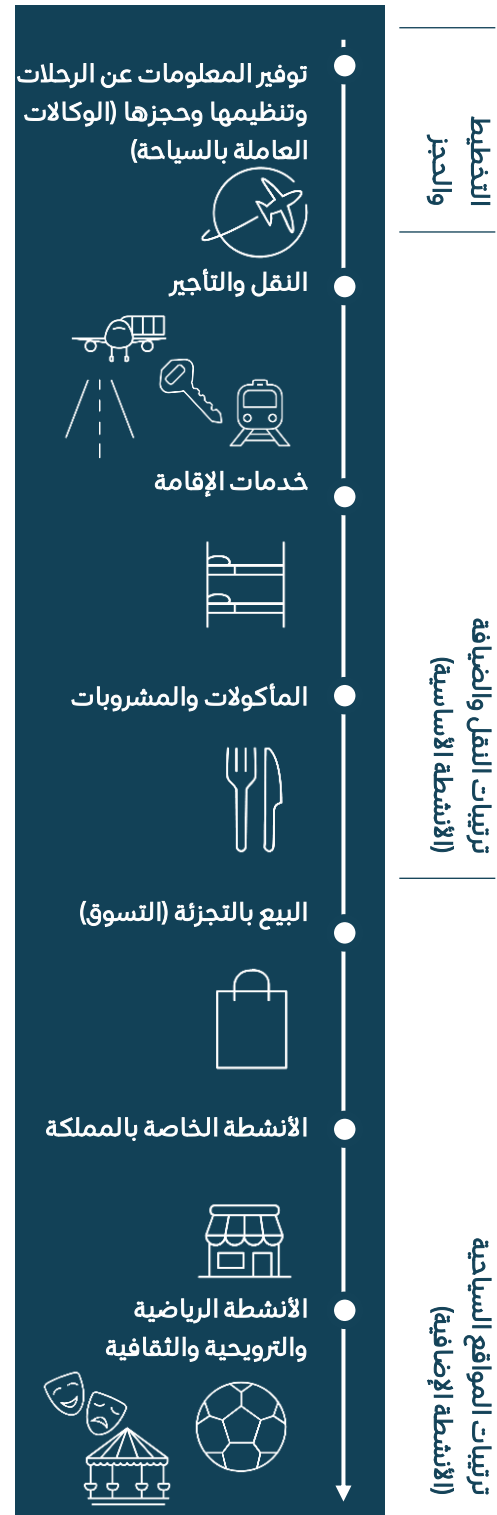 التخطيط
والحجز
توفير المعلومات عن الرحلات
وتنظيمها وحجزها (الوكالات
العاملة بالسياحة)
ترتيبات النقل والضيافة
(الأنشطة الأساسية)
النقل والتأجير
خدمات الإقامة
المأكولات والمشروبات
ترتيبات المواقع السياحية
(الأنشطة الإضافية)
البيع بالتجزئة (التسوق)
الأنشطة الخاصة بالمملكة
الأنشطة الرياضية
والترويحية والثقافية